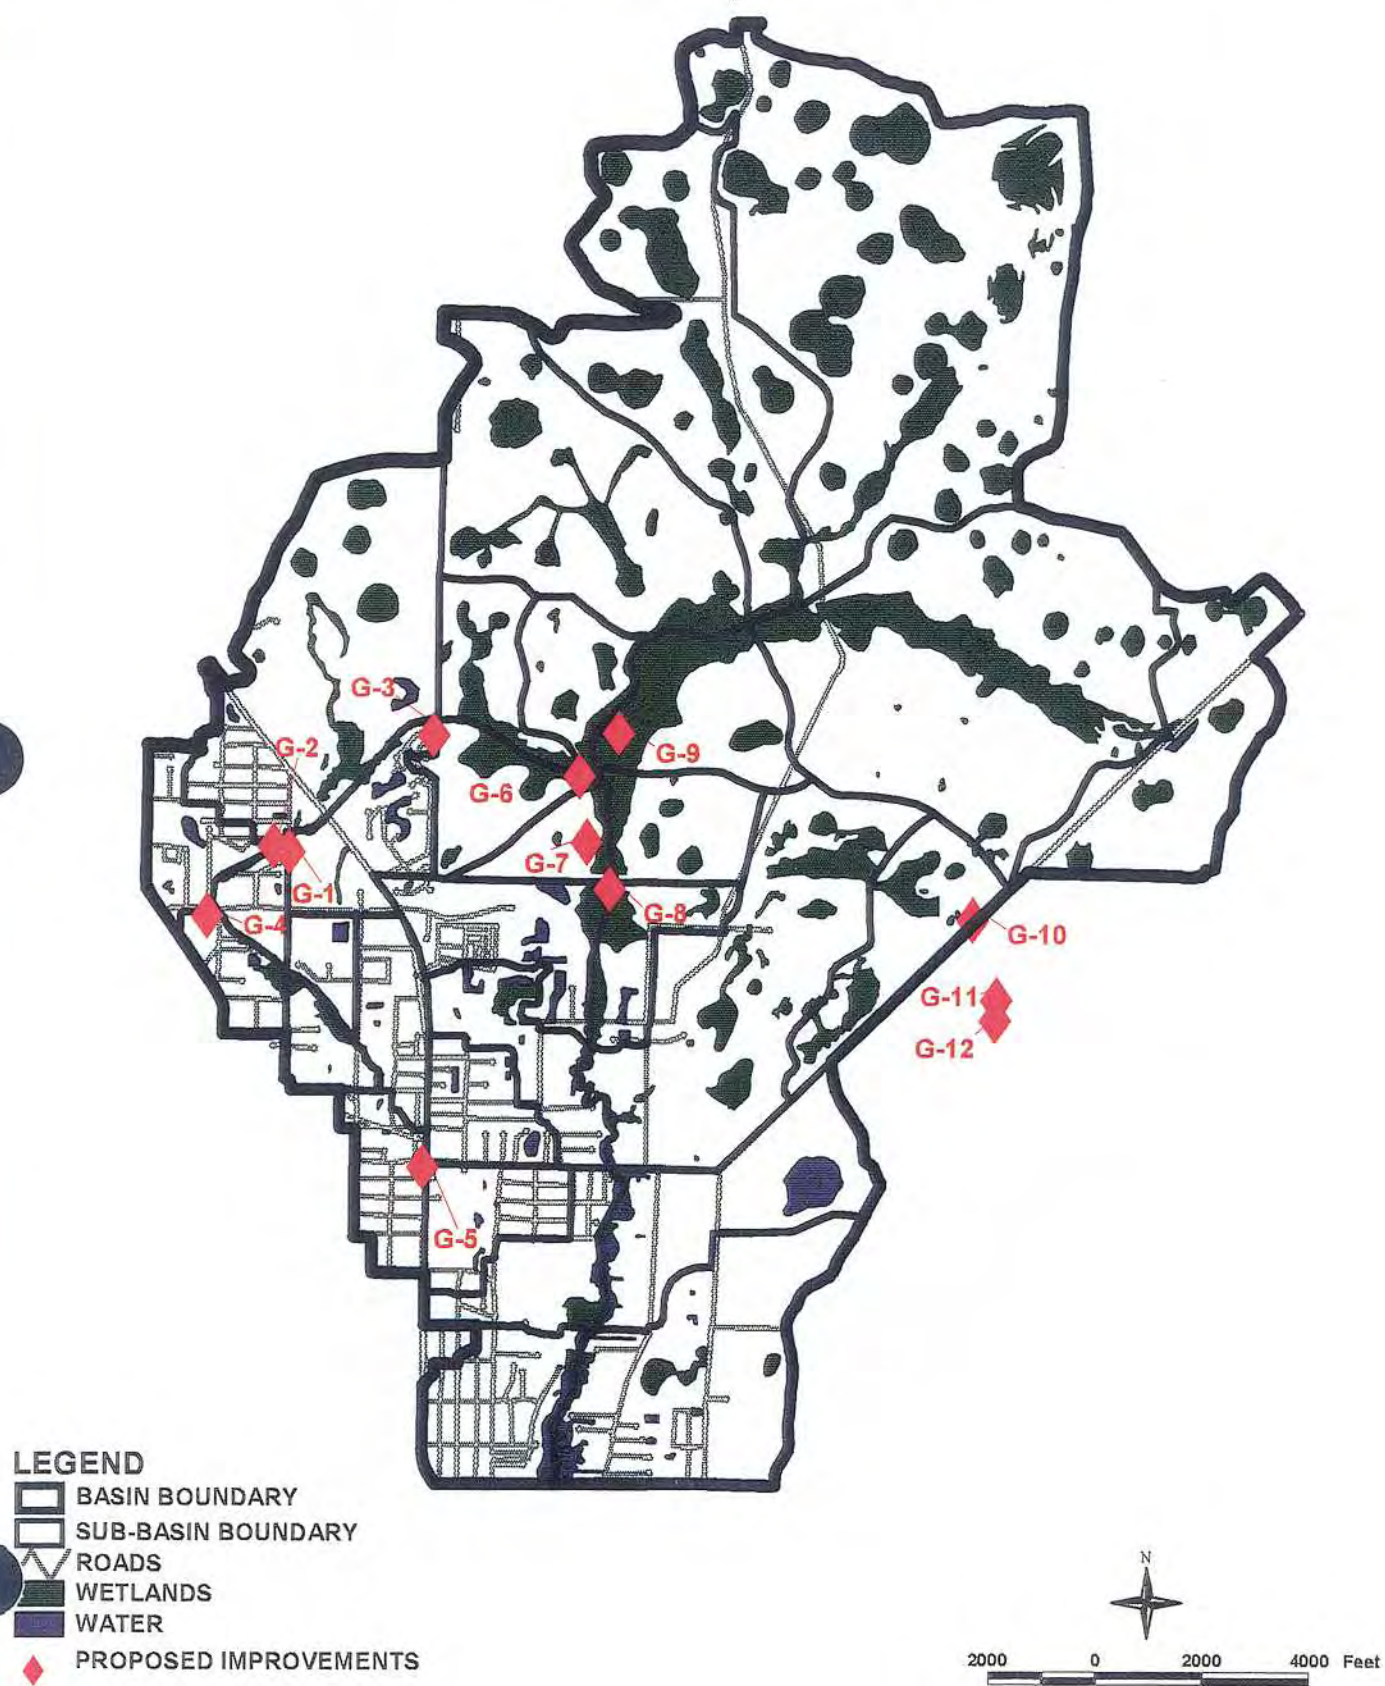 G-3
G-2
G-9
G-6
G-7
G-1
G-8
G-4
G-10
G-11
G-12
G-5
LEGEND
BASIN BOUNDARY
SUB-BASIN BOUNDARY
ROADS
WETLANDS
WATER
PROPOSED IMPROVEMENTS
N
2000 0 2000 4000 Feet